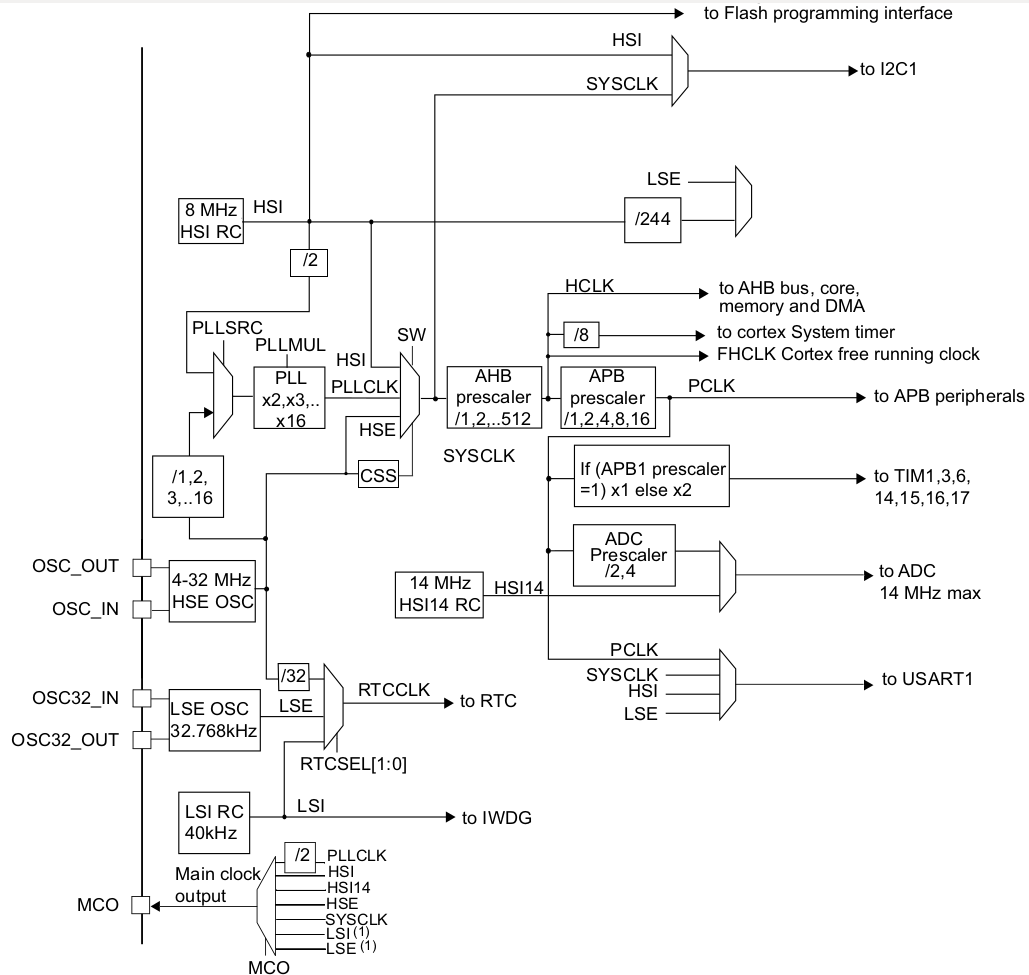 to Flash programming interface
HSI
to I2C1
SYSCLK
LSE
8 MHz
HSI RC
HSI
/244
/2
HCLK
to AHB bus, core,
memory and DMA
PLLSRC
SW
/8
to cortex System timer
PLLMUL
HSI
FHCLK Cortex free running clock
PLL
x2,x3,..
x16
PLLCLK
AHB
prescaler
/1,2,..512
APB
prescaler
/1,2,4,8,16
PCLK
to APB peripherals
HSE
SYSCLK
CSS
/1,2,
3,..16
If (APB1 prescaler
=1) x1 else x2
to TIM1,3,6,
14,15,16,17
OSC_OUT
OSC_IN
4-32 MHz
HSE OSC
14 MHz
HSI14 RC
HSI14
ADC
Prescaler
/2,4
to ADC
14 MHz max
PCLK
SYSCLK
HSI
LSE
to USART1
/32
OSC32_IN
OSC32_OUT
LSE OSC
32.768kHz
LSE
RTCCLK
to RTC
RTCSEL[1:0]
LSI RC
40kHz
LSI
to IWDG
/2
PLLCLK
HSI
HSI14
HSE
SYSCLK
LSI (1)
LSE (1)
Main clock
output
MCO
MCO